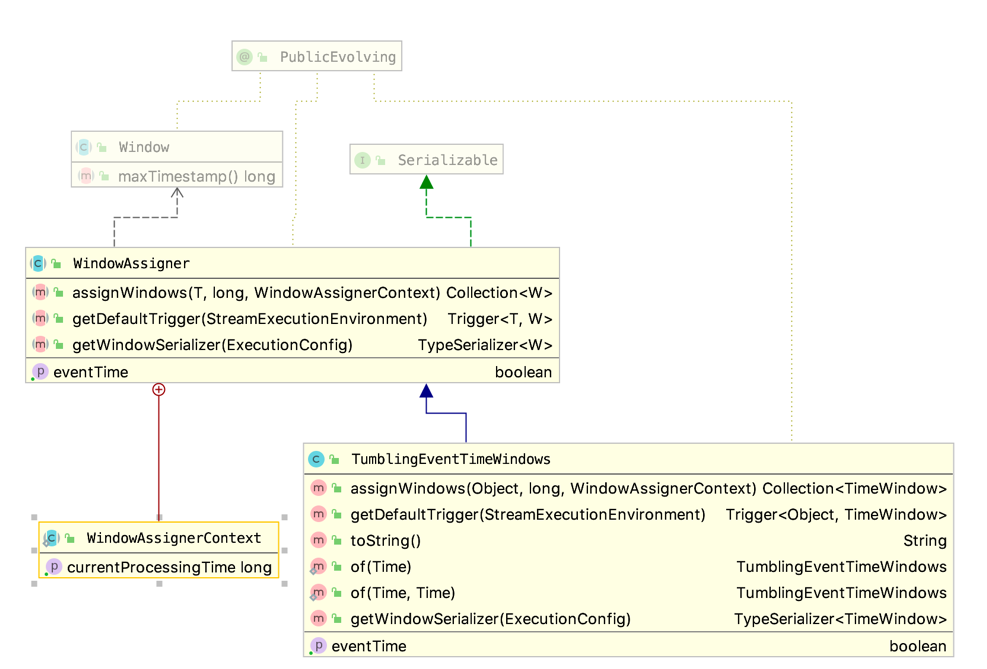 @ PublicEvolving
C Window
m maxTimestamp() long
I Serializable
C WindowAssigner
m assignWindows(T, long, WindowAssignerContext) Collection<W>
m getDefaultTrigger(StreamExecutionEnvironment) Trigger<T, W>
m getWindowSerializer(ExecutionConfig) TypeSerializer<W>
p eventTime boolean
C TumblingEventTimeWindows
m assignWindows(Object, long, WindowAssignerContext) Collection<TimeWindow>
m getDefaultTrigger(StreamExecutionEnvironment) Trigger<Object, TimeWindow>
m toString() String
m of(Time) TumblingEventTimeWindows
m of(Time, Time) TumblingEventTimeWindows
m getWindowSerializer(ExecutionConfig) TypeSerializer<TimeWindow>
p eventTime boolean
C WindowAssignerContext
p currentProcessingTime long